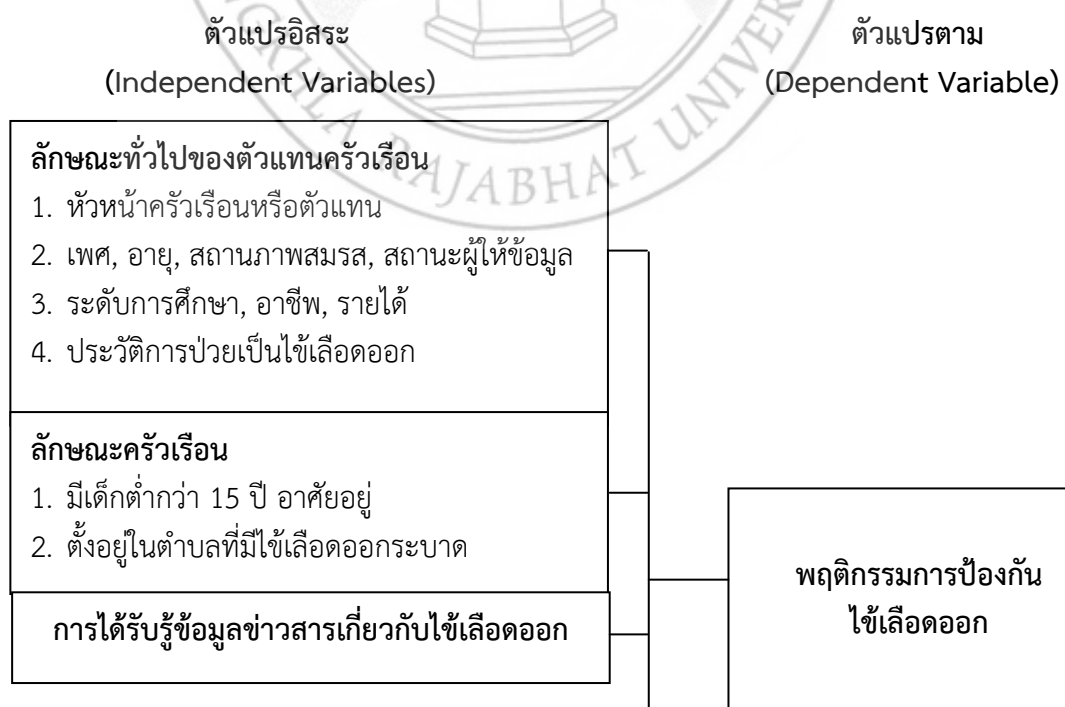 ตัวแปรอิสระ
(Independent Variables)
ตัวแปรตาม
(Dependent Variable)
RAJABHAT
ลักษณะทั่วไปของตัวแทนครัวเรือน
1. หัวหน้าครัวเรือนหรือตัวแทน
2. เพศ, อายุ, สถานภาพสมรส, สถานะผู้ให้ข้อมูล
3. ระดับการศึกษา, อาชีพ, รายได้
4. ประวัติการป่วยเป็นไข้เลือดออก
ลักษณะครัวเรือน
1. มีเด็กต่ำกว่า 15 ปี อาศัยอยู่
2. ตั้งอยู่ในตำบลที่มีไข้เลือดออกระบาด
การได้รับรู้ข้อมูลข่าวสารเกี่ยวกับไข้เลือดออก
พฤติกรรมการป้องกัน
ไข้เลือดออก